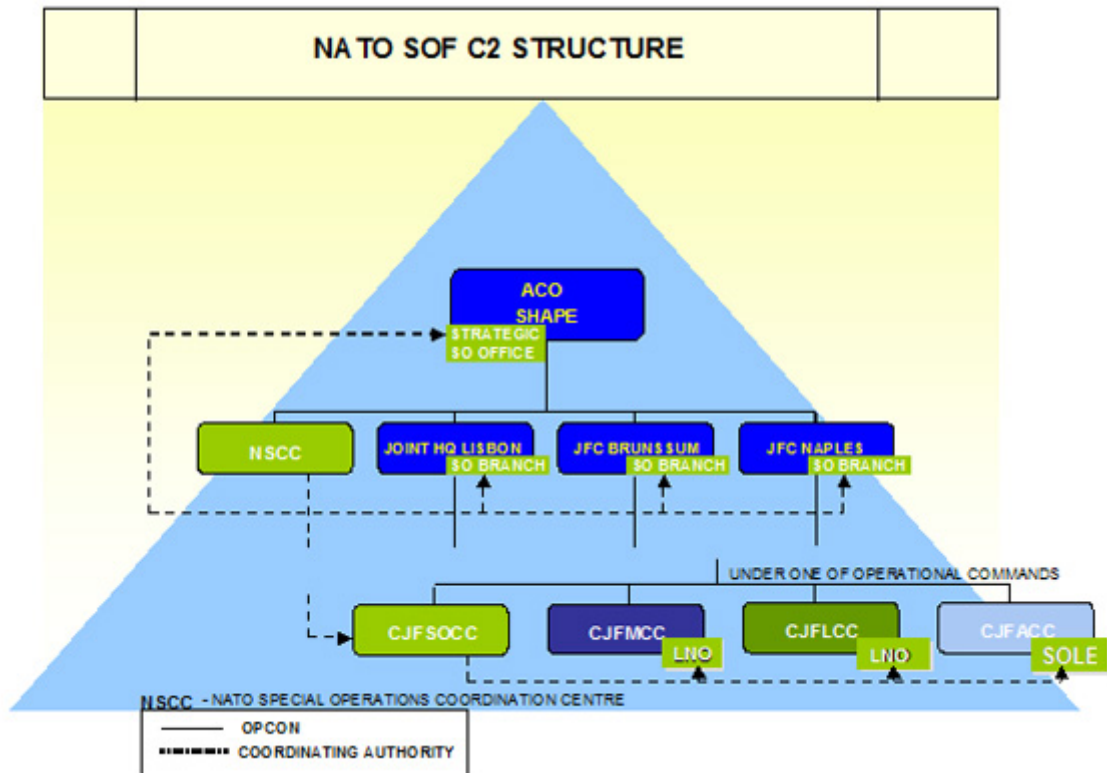 NATO SOF C2 STRUCTURE
ACO
SHAPE
STRATEGIC
SO OFFICE
NSCC
JOINT HQ LISBON
SO BRANCH
JFC BRUNSSUM
SO BRANCH
JFC NAPLES
SO BRANCH
UNDER ONE OF OPERATIONAL COMMANDS
CJFSOCC
CJFMCC
LNO
CJFLCC
LNO
CJFACC
SOLE
NSCC - NATO SPECIAL OPERATIONS COORDINATION CENTRE
OPCON
COORDINATING AUTHORITY